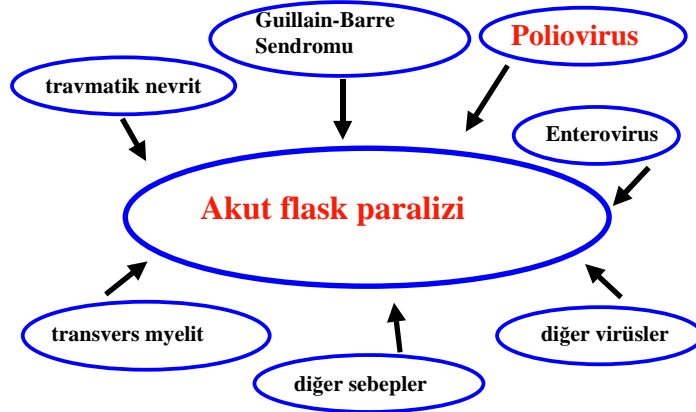 Guillain-Barre
Sendromu
Poliovirus
travmatik nevrit
Enterovirus
Akut flask paralizi
transvers myelit
diğer virüsler
diğer sebepler